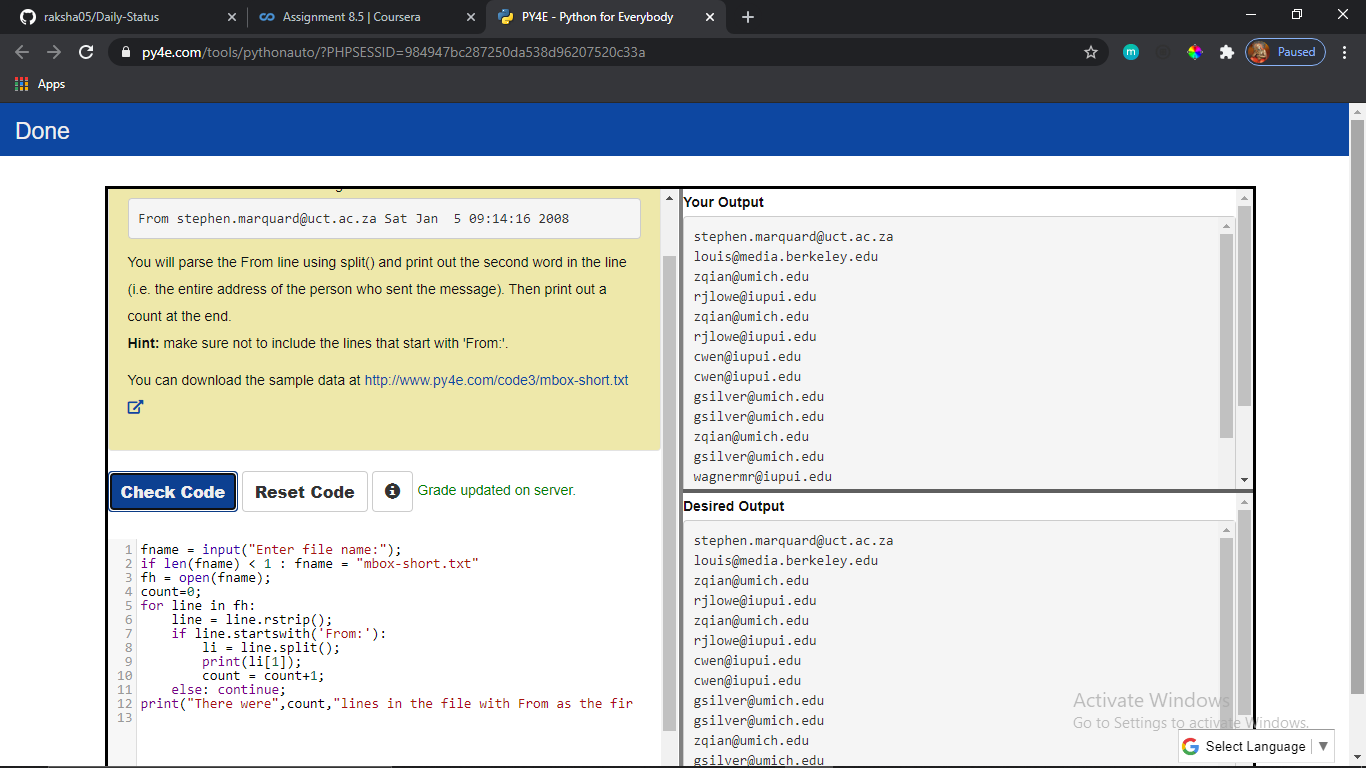 raksha05/Daily-Status
Assignment 8.5 | Coursera
PY4E - Python for Everybody
py4e.com/tools/pythonauto/?PHPSESSID=984947bc287250da538d96207520c33a
m
Paused
Apps
Done
From stephen.marquard@uct.ac.za Sat Jan  5 09:14:16 2008
You will parse the From line using split() and print out the second word in the line
(i.e. the entire address of the person who sent the message). Then print out a
count at the end.
Hint: make sure not to include the lines that start with 'From:'.
You can download the sample data at http://www.py4e.com/code3/mbox-short.txt
Check Code
Reset Code
Grade updated on server.
1 fname = input("Enter file name:");
2 if len(fname) < 1 : fname = "mbox-short.txt"
3 fh = open(fname);
4 count=0;
5 for line in fh:
6     line = line.rstrip();
7     if line.startswith('From:'):
8         li = line.split();
9         print(li[1]);
10         count = count+1;
11     else: continue;
12 print("There were",count,"lines in the file with From as the fir
13
Your Output
stephen.marquard@uct.ac.za
louis@media.berkeley.edu
zqian@umich.edu
rjlowe@iupui.edu
zqian@umich.edu
rjlowe@iupui.edu
cwen@iupui.edu
cwen@iupui.edu
gsilver@umich.edu
gsilver@umich.edu
zqian@umich.edu
gsilver@umich.edu
wagnermr@iupui.edu
Desired Output
stephen.marquard@uct.ac.za
louis@media.berkeley.edu
zqian@umich.edu
rjlowe@iupui.edu
zqian@umich.edu
rjlowe@iupui.edu
cwen@iupui.edu
cwen@iupui.edu
gsilver@umich.edu
gsilver@umich.edu
zqian@umich.edu
gsilver@umich.edu
Activate Windows
Go to Settings to activate Windows.
Select Language